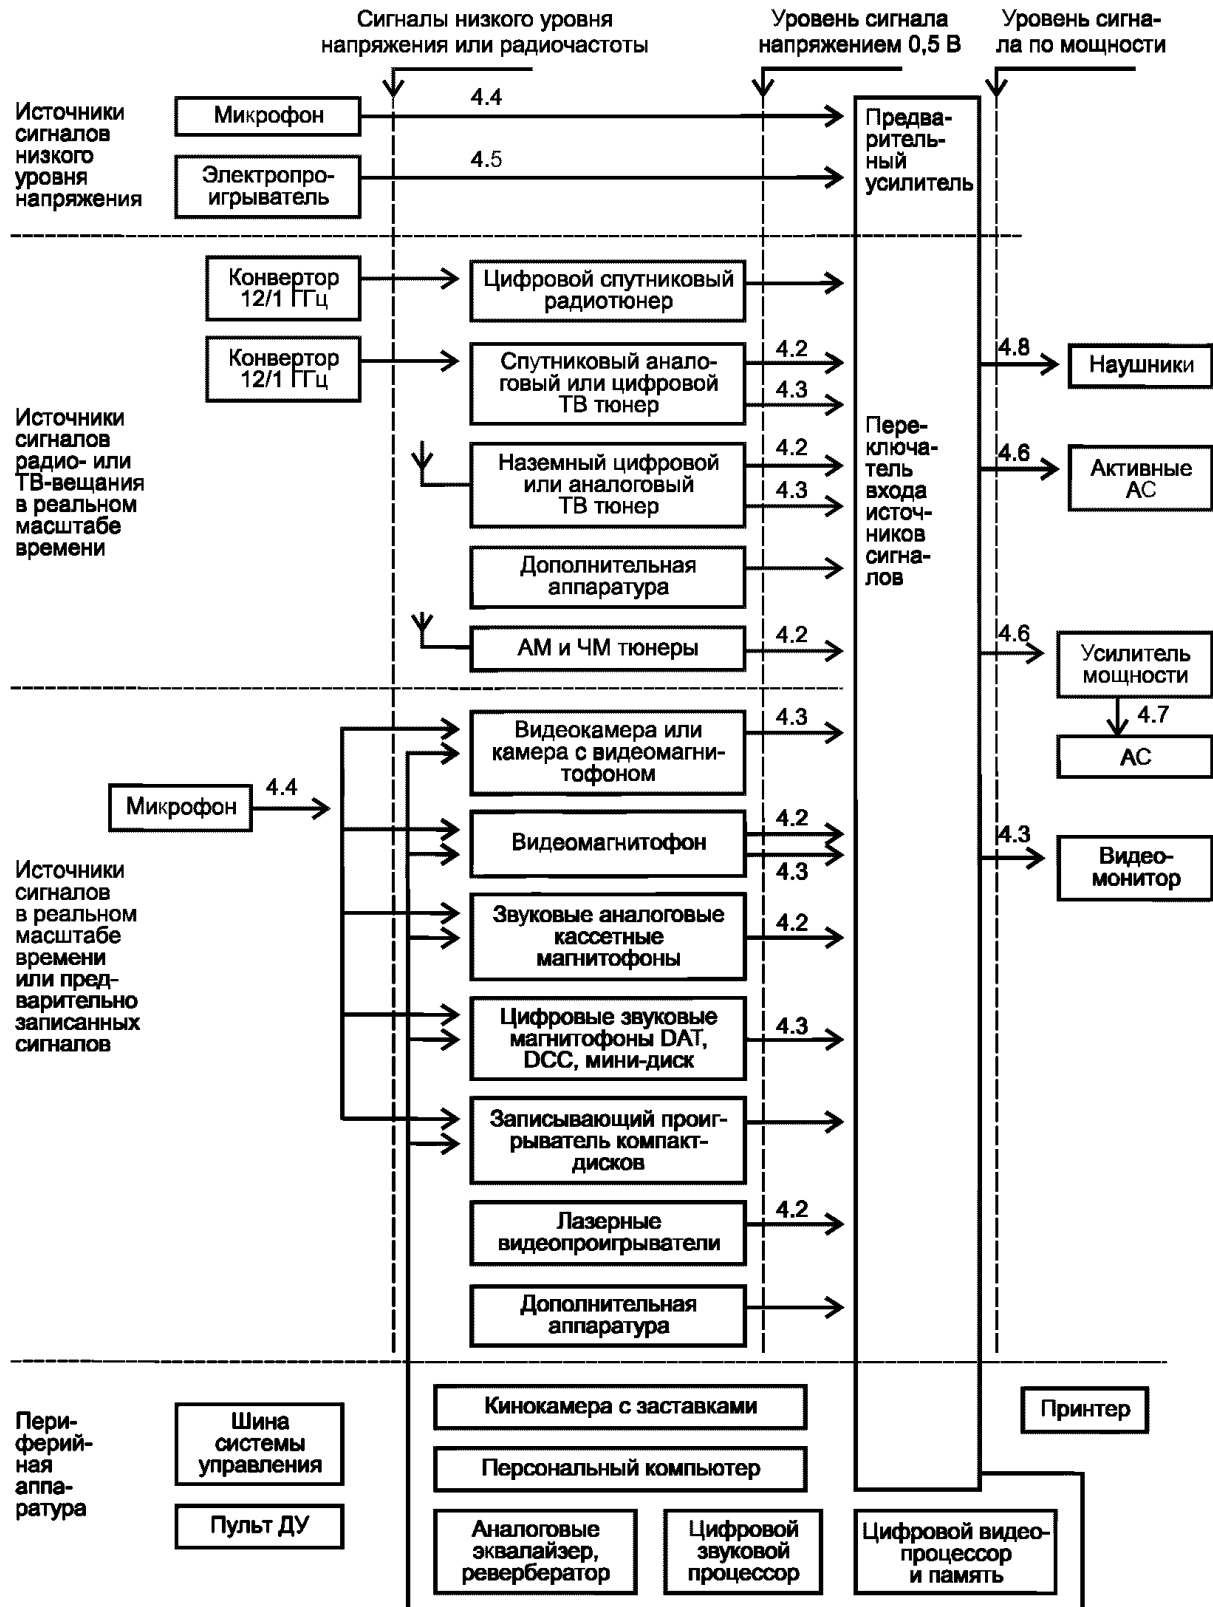 Сигналы низкого уровня
напряжения или радиочастоты
Уровень сигнала
напряжением 0,5 В
Уровень сигна-
ла по мощности
Источники
сигналов
низкого
уровня
напряжения
Микрофон
4.4
Электропро-
игрыватель
4.5
Предва-
ритель-
ный
усилитель
Конвертор
12/1 ГГц
Цифровой спутниковый
радиотюнер
Конвертор
12/1 ГГц
Спутниковый анало-
говый или цифровой
ТВ тюнер
4.2
4.3
4.8
Наушники
Источники
сигналов
радио- или
ТВ-вещания
в реальном
масштабе
времени
Наземный цифровой
или аналоговый
ТВ тюнер
4.2
4.3
Пере-
ключа-
тель
входа
источ-
ников
сигна-
лов
4.6
Активные
АС
Дополнительная
аппаратура
АМ и ЧМ тюнеры
4.2
4.6
Усилитель
мощности
4.7
АС
Микрофон
4.4
Видеокамера или
камера с видеомагни-
тофоном
4.3
Видеомагнитофон
4.2
4.3
4.3
Видео-
монитор
Источники
сигналов
в реальном
масштабе
времени
или пред-
варительно
записанных
сигналов
Звуковые аналоговые
кассетные
магнитофоны
4.2
Цифровые звуковые
магнитофоны DAT,
DCC, мини-диск
4.3
Записывающий проиг-
рыватель компакт-
дисков
Лазерные
видеопроигрыватели
4.2
Дополнительная
аппаратура
Пери-
ферий-
ная
аппа-
ратура
Шина
системы
управления
Пульт ДУ
Кинокамера с заставками
Персональный компьютер
Принтер
Аналоговые
эквалайзер,
ревербератор
Цифровой
звуковой
процессор
Цифровой видео-
процессор
и память